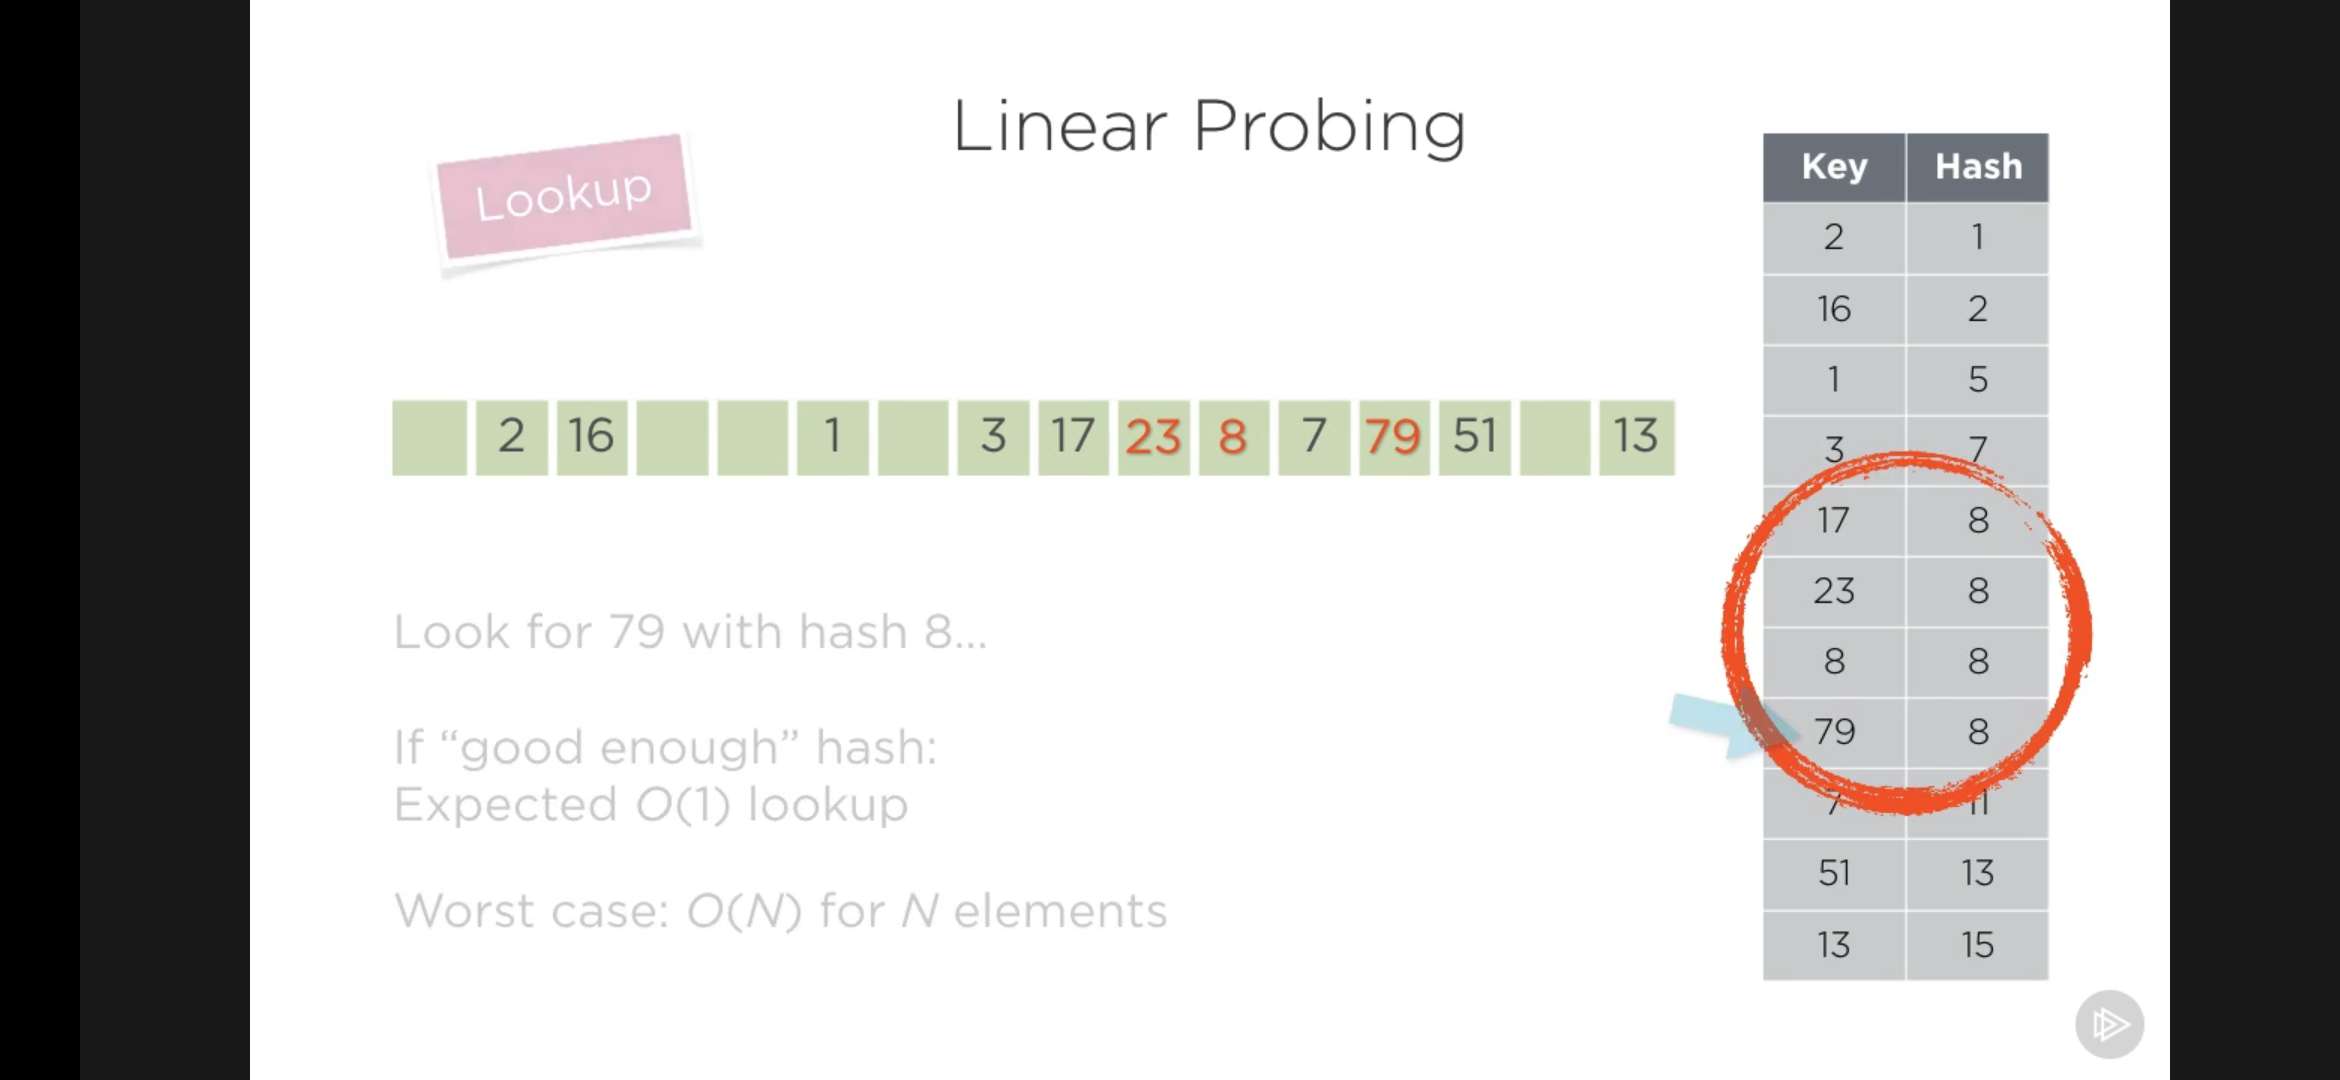 Linear Probing
Lookup
2 16 1 3 17 23 8 7 79 51 13
Look for 79 with hash 8...
If “good enough” hash:
Expected O(1) lookup
Worst case: O(N) for N elements
Key Hash
2 1
16 2
1 5
3 7
17 8
23 8
8 8
79 8
7 11
51 13
13 15